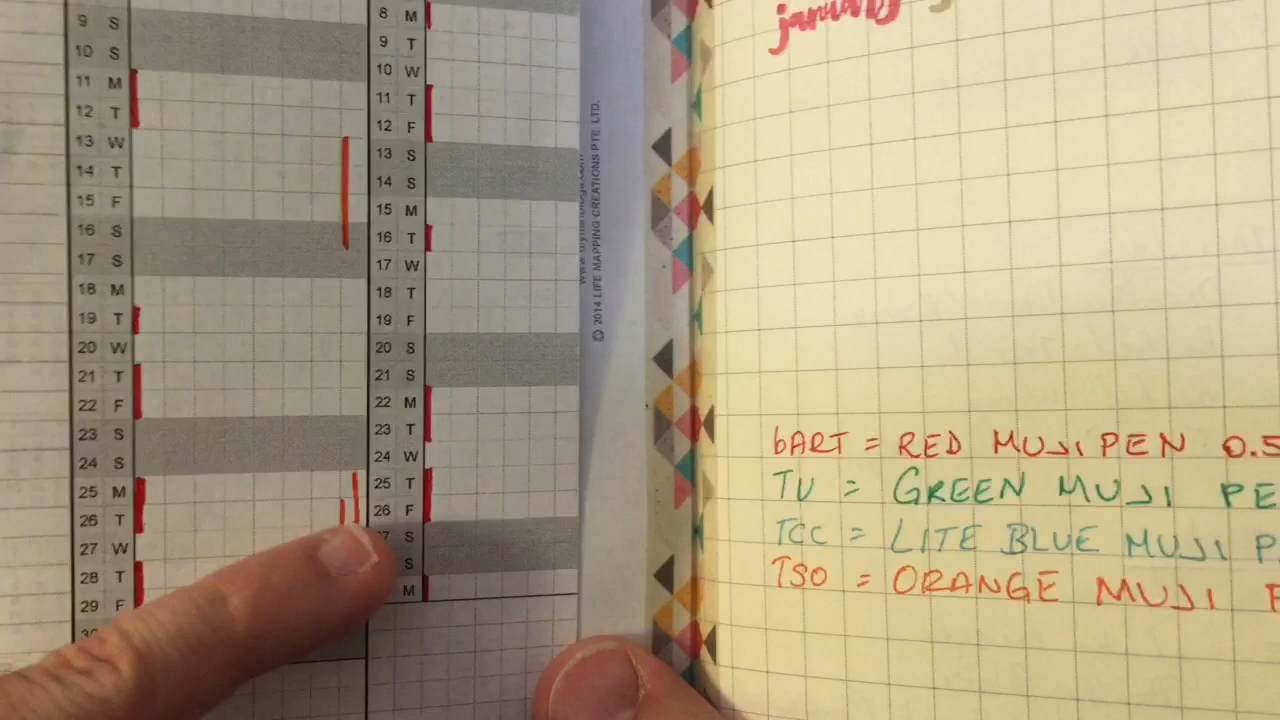 9 S
10 S
11 M
12 T
13 W
14 T
15 F
16 S
17 S
18 M
19 T
20 W
21 T
22 F
23 S
24 S
25 M
26 T
27 W
28 T
29 F
30
8 M
9 T
10 W
11 T
12 F
13 S
14 S
15 M
16 T
17 W
18 T
19 F
20 S
21 S
22 M
23 T
24 W
25 T
26 F
7 S
S
M
© 2014 LIFE MAPPING CREATIONS PTE. LTD.
january
bART = RED MUJI PEN 0.5
TU = GREEN MUJI PE
TCC = LITE BLUE MUJI P
TSO = ORANGE MUJI P